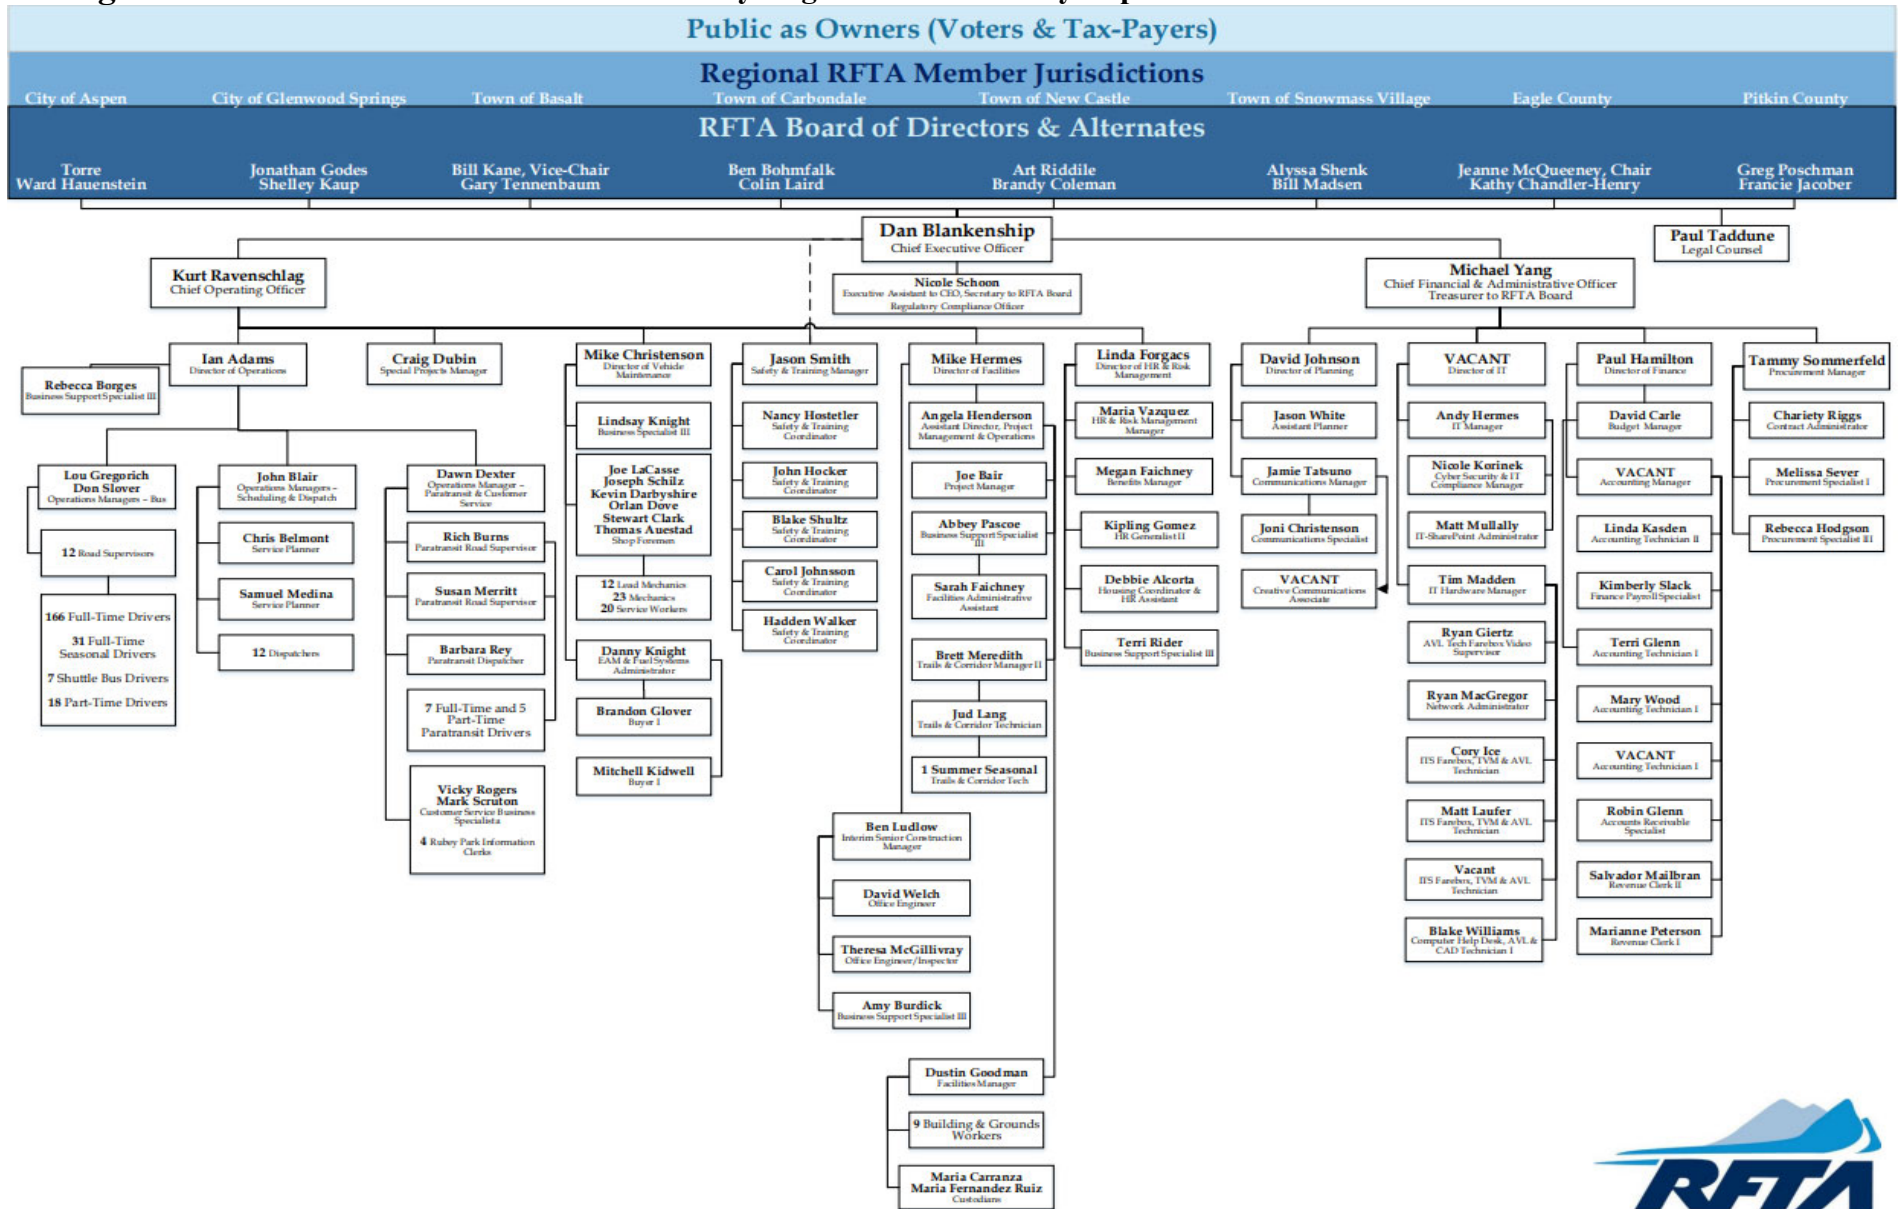 Public as Owners (Voters & Tax-Payers)
Regional RFTA Member Jurisdictions
City of Aspen City of Glenwood Springs Town of Basalt Town of Carbondale Town of New Castle Town of Snowmass Village Eagle County Pitkin County
RFTA Board of Directors & Alternates
Torre
Ward Hauenstein
Jonathan Godes
Shelley Kaup
Bill Kane, Vice-Chair
Gary Tennenbaum
Ben Bohmfalk
Colin Laird
Art Riddile
Brandy Coleman
Alyssa Shenk
Bill Madsen
Jeanne McQueeney, Chair
Kathy Chandler-Henry
Greg Poschman
Francie Jacober
Dan Blankenship
Chief Executive Officer
Paul Taddune
Legal Counsel
Kurt Ravenschlag
Chief Operating Officer
Nicole Schoon
Executive Assistant to CEO, Secretary to RFTA Board
Regulatory Compliance Officer
Michael Yang
Chief Financial & Administrative Officer
Treasurer to RFTA Board
Ian Adams
Director of Operations
Rebecca Borges
Business Support Specialist III
Lou Gregorich
Don Slover
Operations Managers – Bus
12 Road Supervisors
166 Full-Time Drivers
31 Full-Time
Seasonal Drivers
7 Shuttle Bus Drivers
18 Part-Time Drivers
John Blair
Operations Managers –
Scheduling & Dispatch
Chris Belmont
Service Planner
Samuel Medina
Service Planner
12 Dispatchers
Dawn Dexter
Operations Manager –
Paratransit & Customer
Service
Rich Burns
Paratransit Road Supervisor
Susan Merritt
Paratransit Road Supervisor
Barbara Rey
Paratransit Dispatcher
7 Full-Time and 5
Part-Time
Paratransit Drivers
Vicky Rogers
Mark Scruton
Customer Service Business
Specialista
4 Rubey Park Information
Clerks
Craig Dubin
Special Projects Manager
Mike Christenson
Director of Vehicle
Maintenance
Lindsay Knight
Business Specialist III
Joe LaCasse
Joseph Schilz
Kevin Darbyshire
Orlan Dove
Stewart Clark
Thomas Auestad
Shop Foremen
12 Lead Mechanics
23 Mechanics
20 Service Workers
Danny Knight
EAM & Fuel Systems
Administrator
Brandon Glover
Buyer I
Mitchell Kidwell
Buyer I
Jason Smith
Safety & Training Manager
Nancy Hostetler
Safety & Training
Coordinator
John Hocker
Safety & Training
Coordinator
Blake Shultz
Safety & Training
Coordinator
Carol Johnsson
Safety & Training
Coordinator
Hadden Walker
Safety & Training
Coordinator
Mike Hermes
Director of Facilities
Angela Henderson
Assistant Director, Project
Management & Operations
Joe Bair
Project Manager
Abbey Pascoe
Business Support Specialist
III
Sarah Faichney
Facilities Administrative
Assistant
Brett Meredith
Trails & Corridor Manager II
Jud Lang
Trails & Corridor Technician
1 Summer Seasonal
Trails & Corridor Tech
Ben Ludlow
Interim Senior Construction
Manager
David Welch
Office Engineer
Theresa McGillivray
Office Engineer/Inspector
Amy Burdick
Business Support Specialist III
Dustin Goodman
Facilities Manager
9 Building & Grounds
Workers
Maria Carranza
Maria Fernandez Ruiz
Custodians
Linda Forgacs
Director of HR & Risk
Management
Maria Vazquez
HR & Risk Management
Manager
Megan Faichney
Benefits Manager
Kipling Gomez
HR Generalist II
Debbie Alcorta
Housing Coordinator &
HR Assistant
Terri Rider
Business Support Specialist III
David Johnson
Director of Planning
Jason White
Assistant Planner
Jamie Tatsuno
Communications Manager
Joni Christenson
Communications Specialist
VACANT
Creative Communications
Associate
VACANT
Director of IT
Andy Hermes
IT Manager
Nicole Korinek
Cyber Security & IT
Compliance Manager
Matt Mullally
IT-SharePoint Administrator
Tim Madden
IT Hardware Manager
Ryan Giertz
AVL Tech Farebox Video
Supervisor
Ryan MacGregor
Network Administrator
Cory Ice
ITS Farebox, TVM & AVL
Technician
Matt Laufer
ITS Farebox, TVM & AVL
Technician
Vacant
ITS Farebox, TVM & AVL
Technician
Blake Williams
Computer Help Desk, AVL &
CAD Technician I
Paul Hamilton
Director of Finance
David Carle
Budget Manager
VACANT
Accounting Manager
Linda Kasden
Accounting Technician II
Kimberly Slack
Finance Payroll Specialist
Terri Glenn
Accounting Technician I
Mary Wood
Accounting Technician I
VACANT
Accounting Technician I
Robin Glenn
Accounts Receivable
Specialist
Salvador Mailbran
Revenue Clerk II
Marianne Peterson
Revenue Clerk I
Tammy Sommerfeld
Procurement Manager
Chariety Riggs
Contract Administrator
Melissa Sever
Procurement Specialist I
Rebecca Hodgson
Procurement Specialist III
RFTA